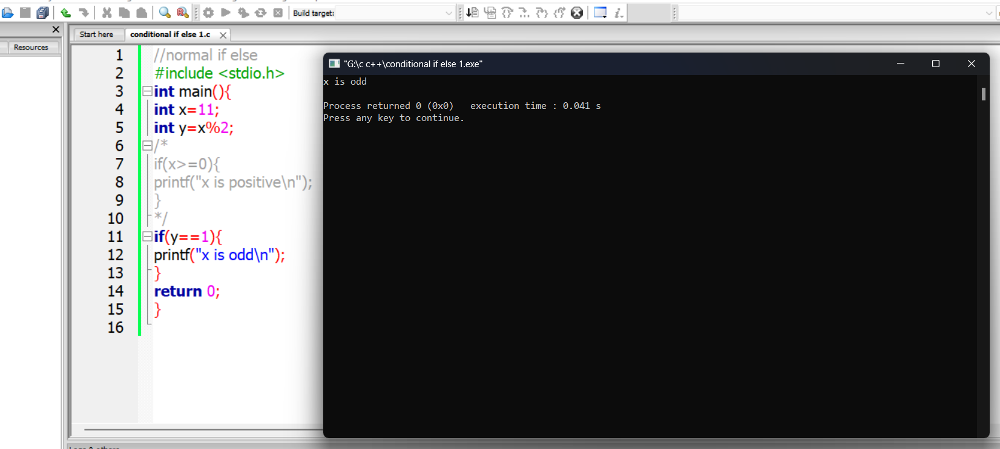 Build target:
Start here
conditional if else 1.c
Resources
1 //normal if else
2 #include <stdio.h>
3 int main(){
4 int x=11;
5 int y=x%2;
6 /*
7 if(x>=0){
8 printf("x is positive\n");
9 }
10 */
11 if(y==1){
12 printf("x is odd\n");
13 }
14 return 0;
15 }
16
"G:\c c++\conditional if else 1.exe"
x is odd
Process returned 0 (0x0)   execution time : 0.041 s
Press any key to continue.